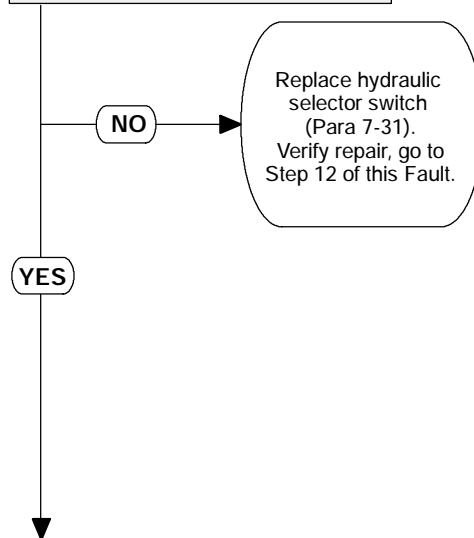 NO
Replace hydraulic
selector switch
(Para 7-31).
Verify repair, go to
Step 12 of this Fault.
YES